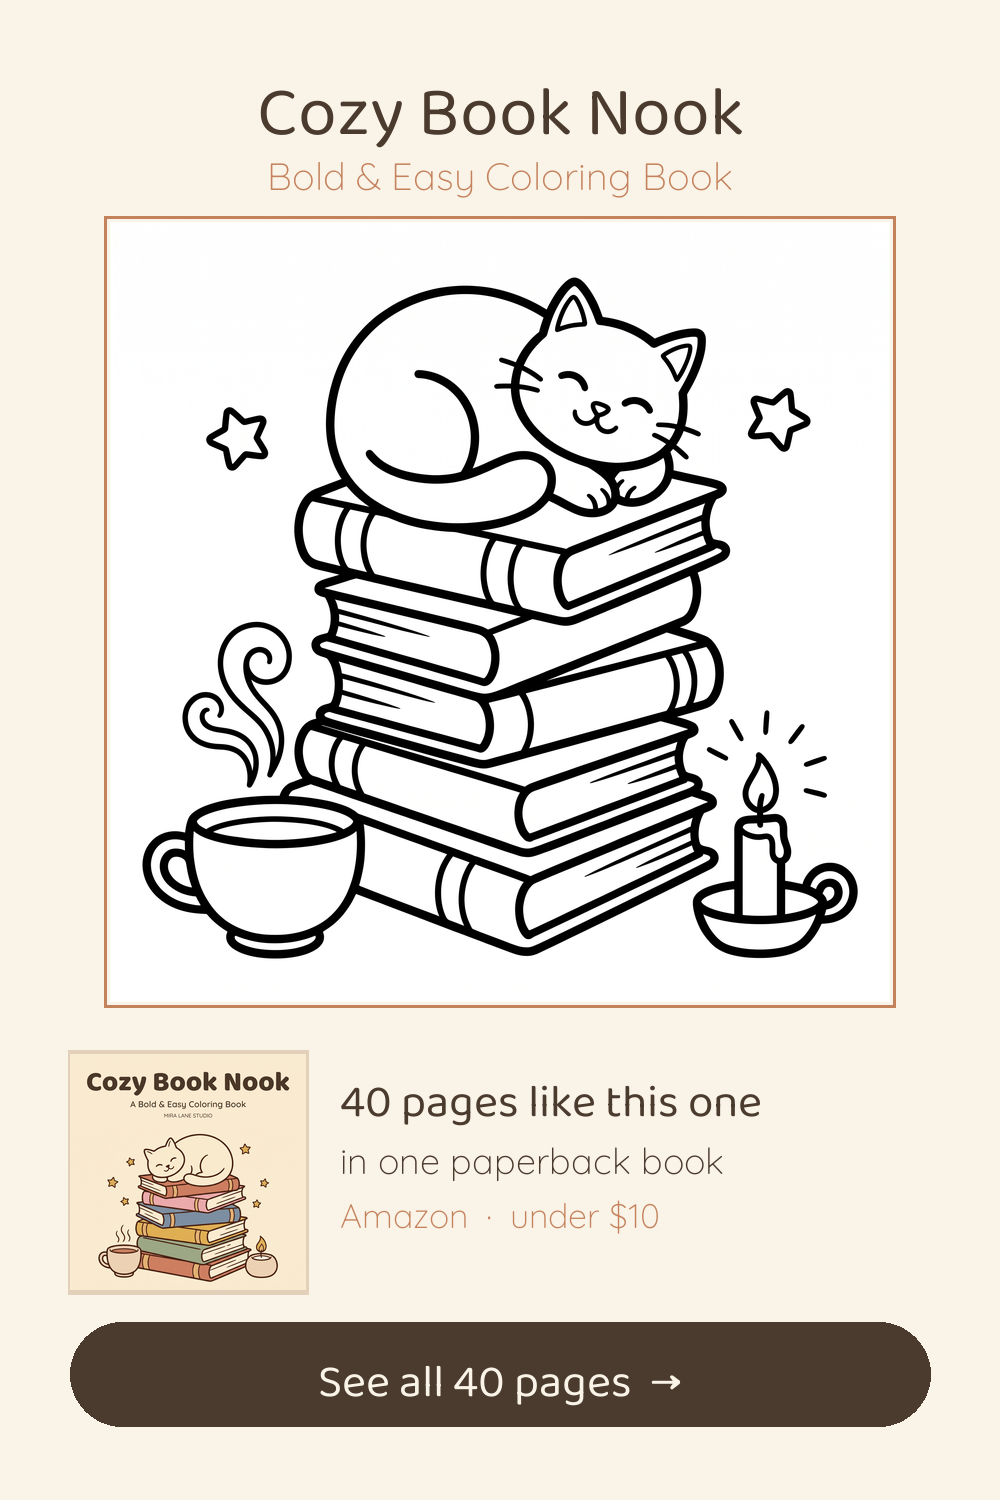 Cozy Book Nook
Bold & Easy Coloring Book
Cozy Book Nook
A Bold & Easy Coloring Book
MIRA LANE STUDIO
40 pages like this one
in one paperback book
Amazon · under $10
See all 40 pages →